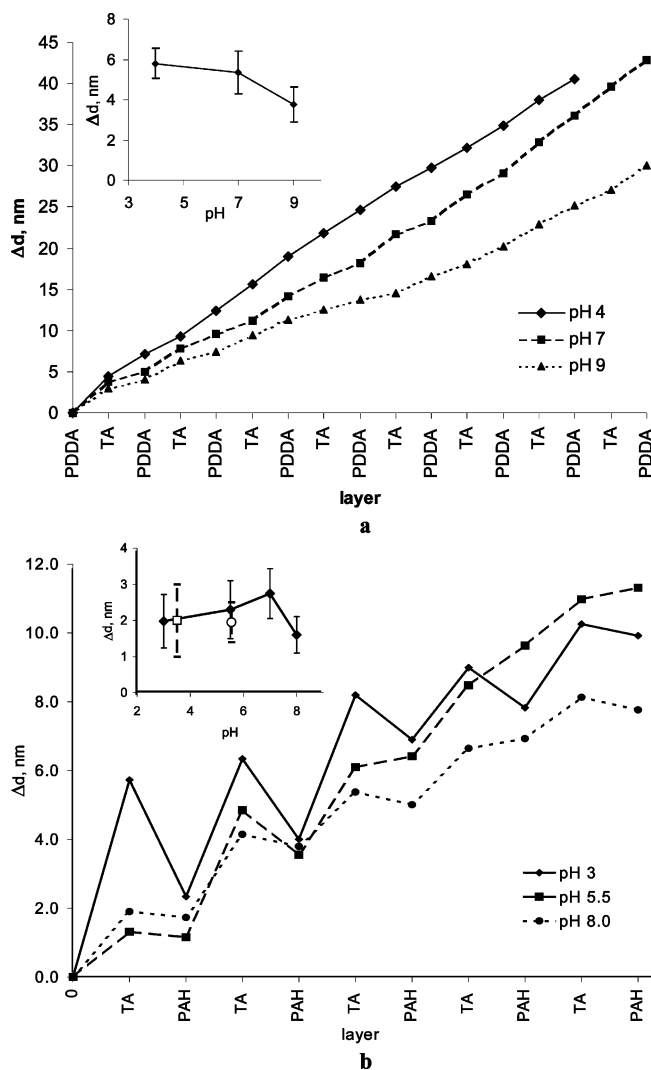 45
40
35
30
25
20
15
10
5
0
Δd, nm
8
6
4
2
0
Δd, nm
3 5 7 9
pH
pH 4
pH 7
pH 9
PDDA TA PDDA TA PDDA TA PDDA TA PDDA TA PDDA TA PDDA TA PDDA TA PDDA
layer
a
12.0
10.0
8.0
6.0
4.0
2.0
0.0
Δd, nm
4
3
2
1
0
Δd, nm
2 4 6 8
pH
pH 3
pH 5.5
pH 8.0
0 TA PAH TA PAH TA PAH TA PAH TA PAH
layer
b